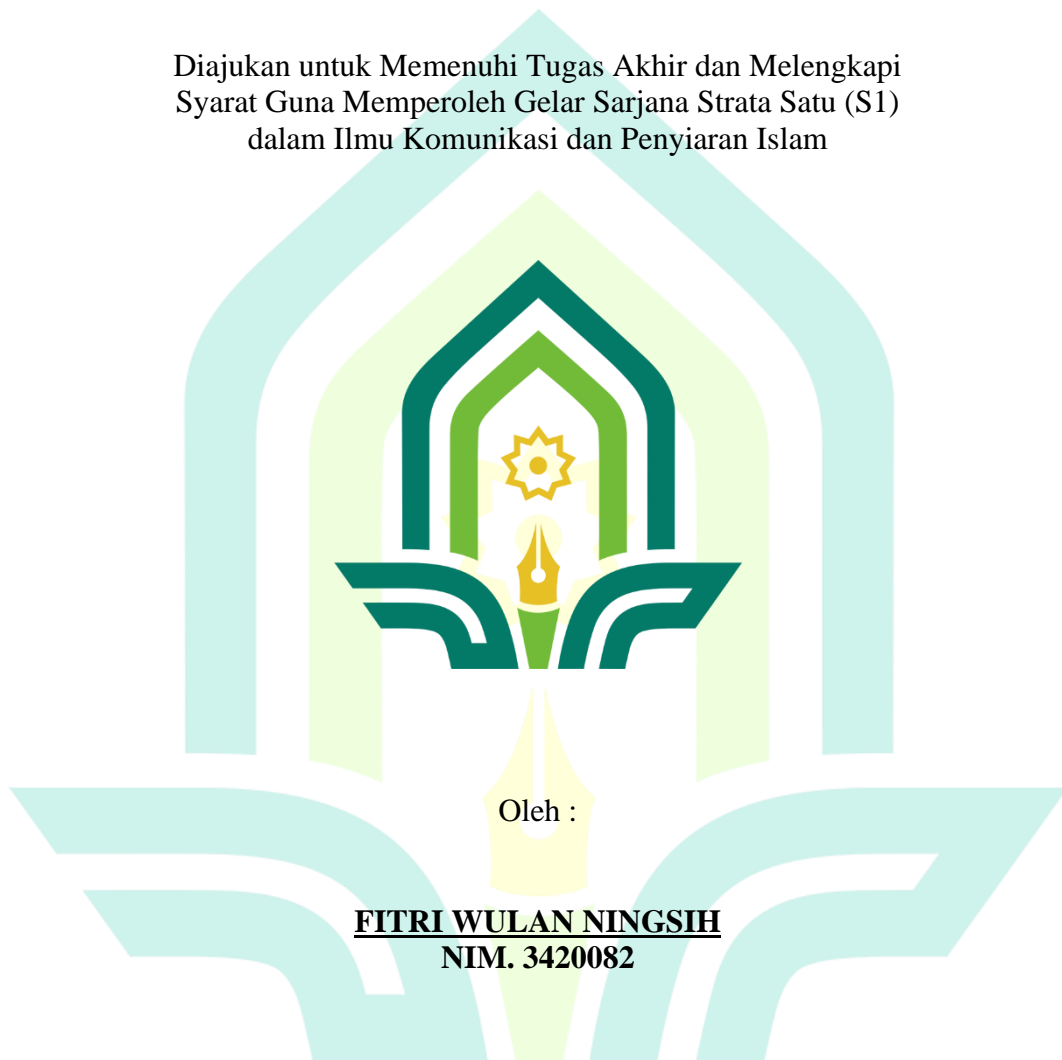 Diajukan untuk Memenuhi Tugas Akhir dan Melengkapi
Syarat Guna Memperoleh Gelar Sarjana Strata Satu (S1)
dalam Ilmu Komunikasi dan Penyiaran Islam
Oleh :
FITRI WULAN NINGSIH
NIM. 3420082